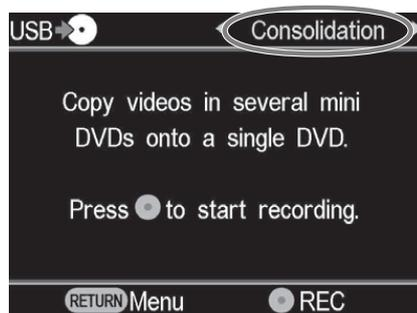 USB Consolidation
Copy videos in several mini
DVDs onto a single DVD.
Press to start recording.
RETURN Menu REC